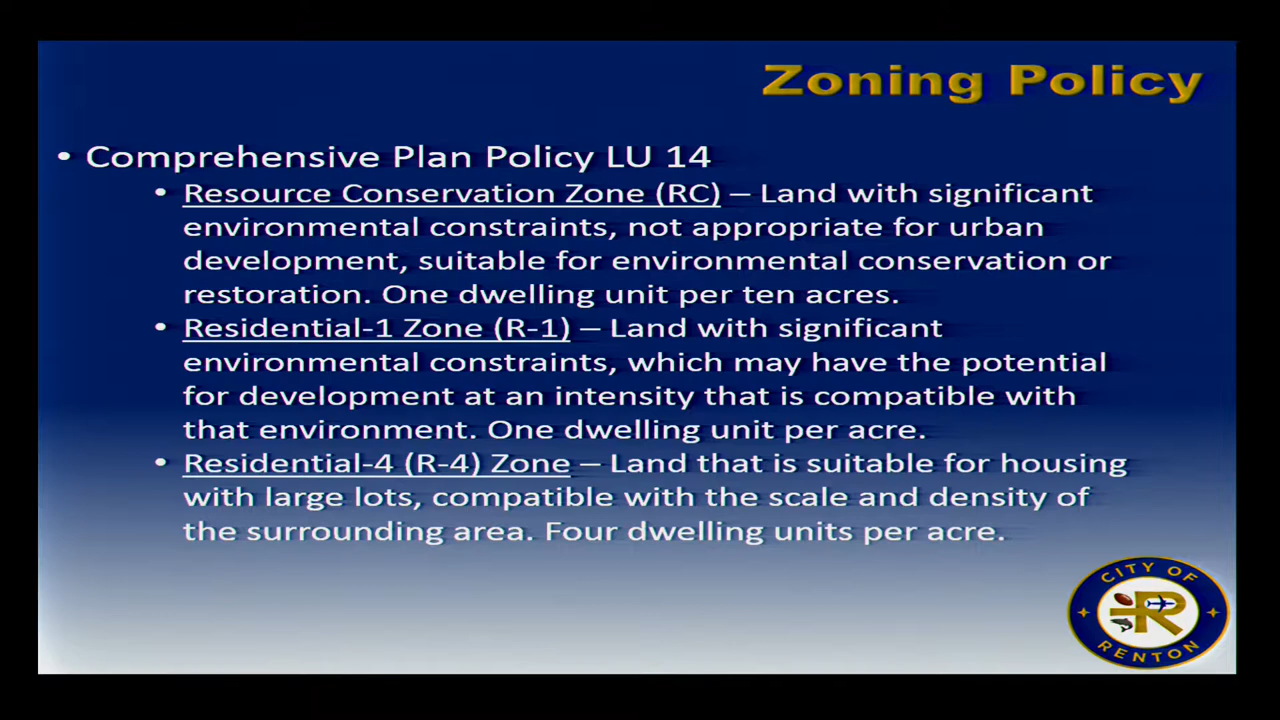 Zoning Policy
• Comprehensive Plan Policy LU 14
• Resource Conservation Zone (RC) – Land with significant
environmental constraints, not appropriate for urban
development, suitable for environmental conservation or
restoration. One dwelling unit per ten acres.
• Residential-1 Zone (R-1) – Land with significant
environmental constraints, which may have the potential
for development at an intensity that is compatible with
that environment. One dwelling unit per acre.
• Residential-4 (R-4) Zone – Land that is suitable for housing
with large lots, compatible with the scale and density of
the surrounding area. Four dwelling units per acre.
CITY OF
R
RENTON